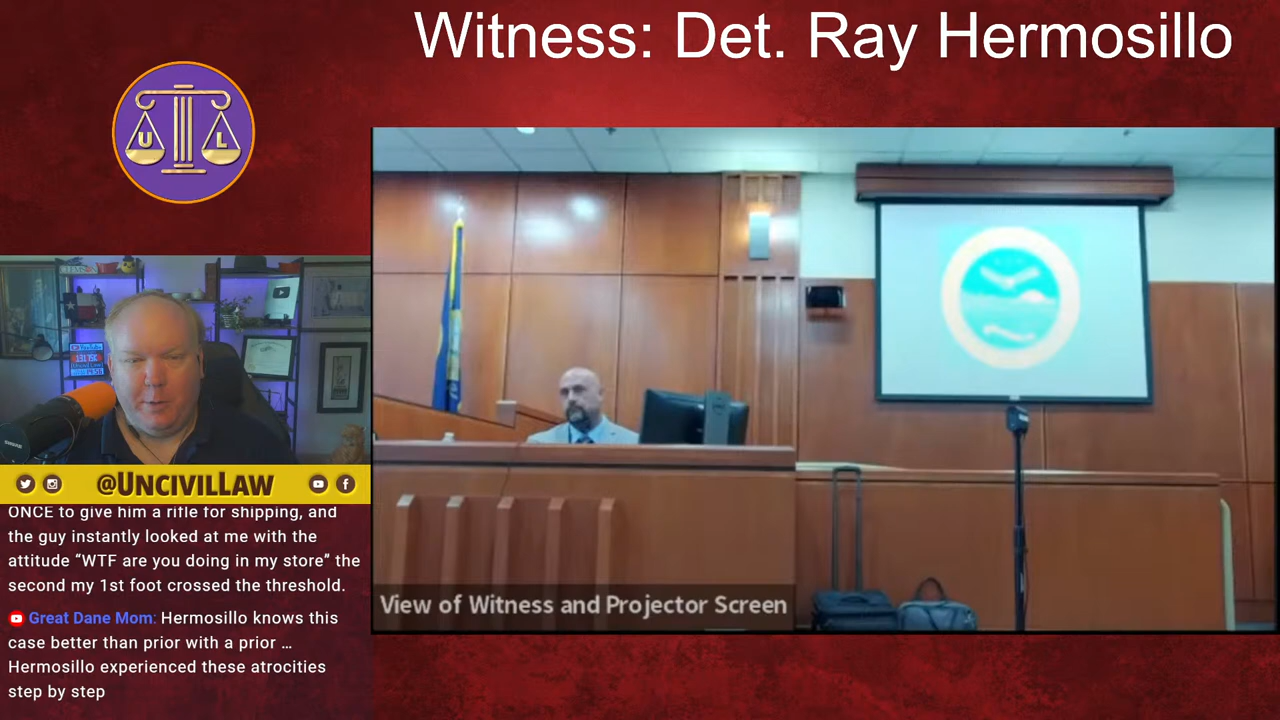 Witness: Det. Ray Hermosillo
U L
@UNCIVILLAW
ONCE to give him a rifle for shipping, and
the guy instantly looked at me with the
attitude “WTF are you doing in my store” the
second my 1st foot crossed the threshold.
Great Dane Mom: Hermosillo knows this
case better than prior with a prior ...
Hermosillo experienced these atrocities
step by step
View of Witness and Projector Screen